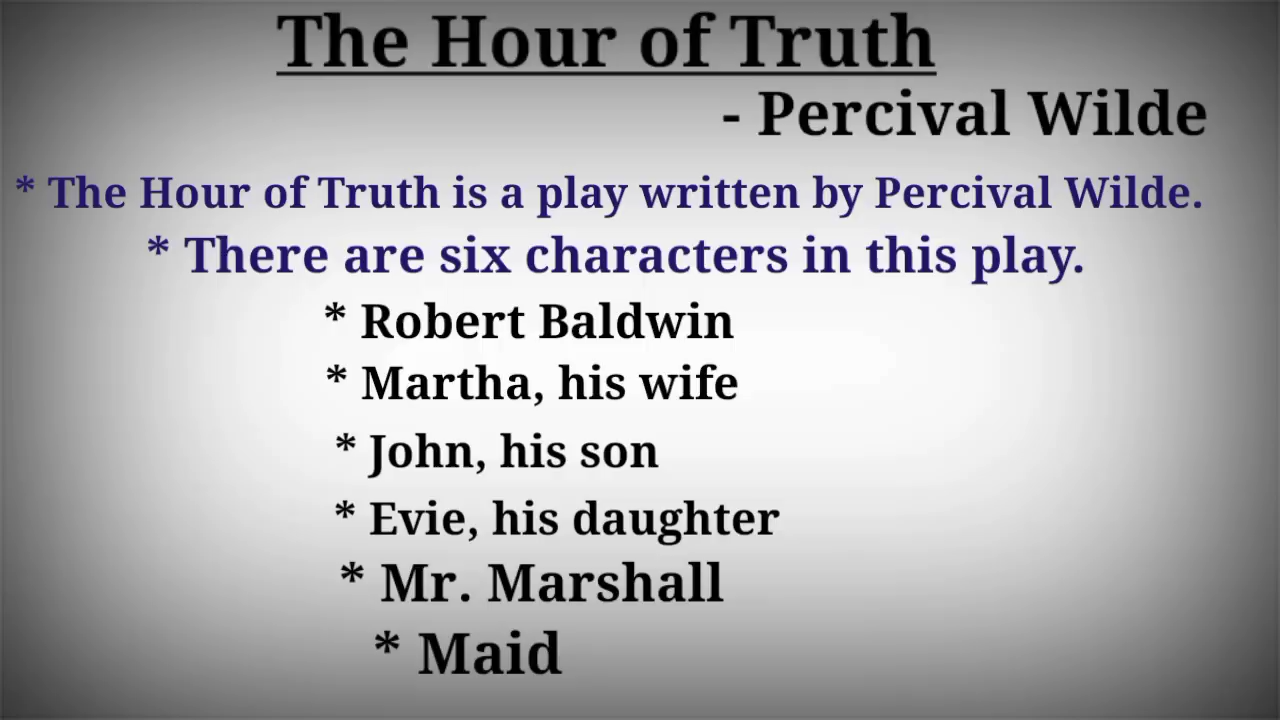 The Hour of Truth
- Percival Wilde
* The Hour of Truth is a play written by Percival Wilde.
* There are six characters in this play.
* Robert Baldwin
* Martha, his wife
* John, his son
* Evie, his daughter
* Mr. Marshall
* Maid